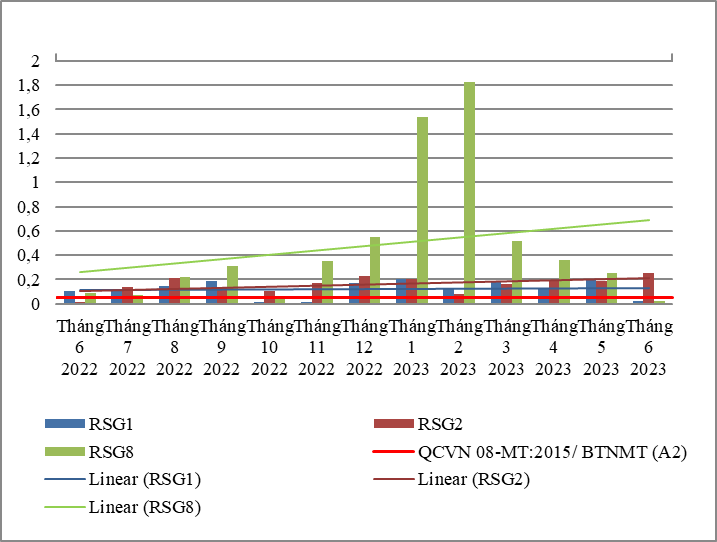 2
1,8
1,6
1,4
1,2
1
0,8
0,6
0,4
0,2
0
Tháng Tháng Tháng Tháng Tháng Tháng Tháng Tháng Tháng Tháng Tháng Tháng Tháng
6 7 8 9 10 11 12 1 2 3 4 5 6
2022 2022 2022 2022 2022 2022 2022 2023 2023 2023 2023 2023 2023
RSG1 RSG2
RSG8 QCVN 08-MT:2015/ BTNMT (A2)
Linear (RSG1) Linear (RSG2)
Linear (RSG8)